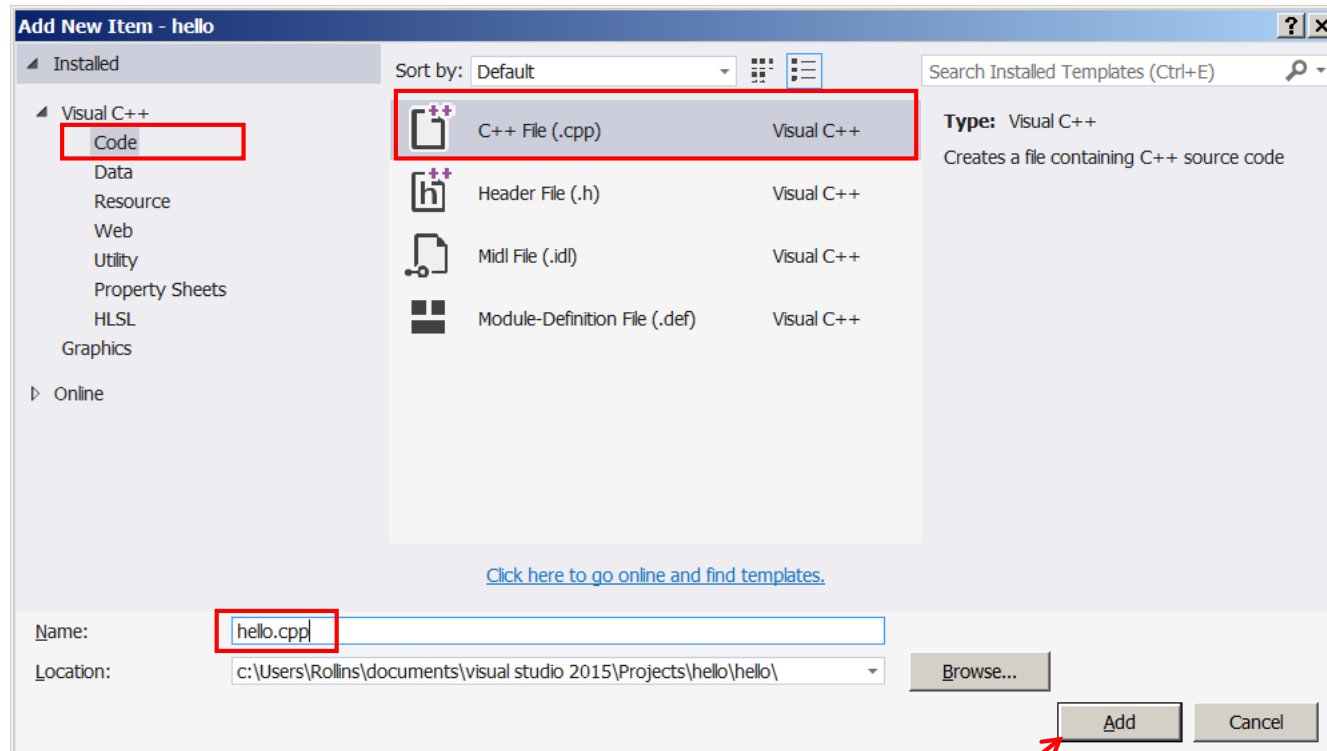 Add New Item - hello
Installed
Visual C++
Code
Data
Resource
Web
Utility
Property Sheets
HLSL
Graphics
Online
Sort by: Default
C++ File (.cpp) Visual C++
Header File (.h) Visual C++
Midl File (.idl) Visual C++
Module-Definition File (.def) Visual C++
Click here to go online and find templates.
Search Installed Templates (Ctrl+E)
Type: Visual C++
Creates a file containing C++ source code
Name: hello.cpp
Location: c:\Users\Rollins\documents\visual studio 2015\Projects\hello\hello\
Browse...
Add Cancel